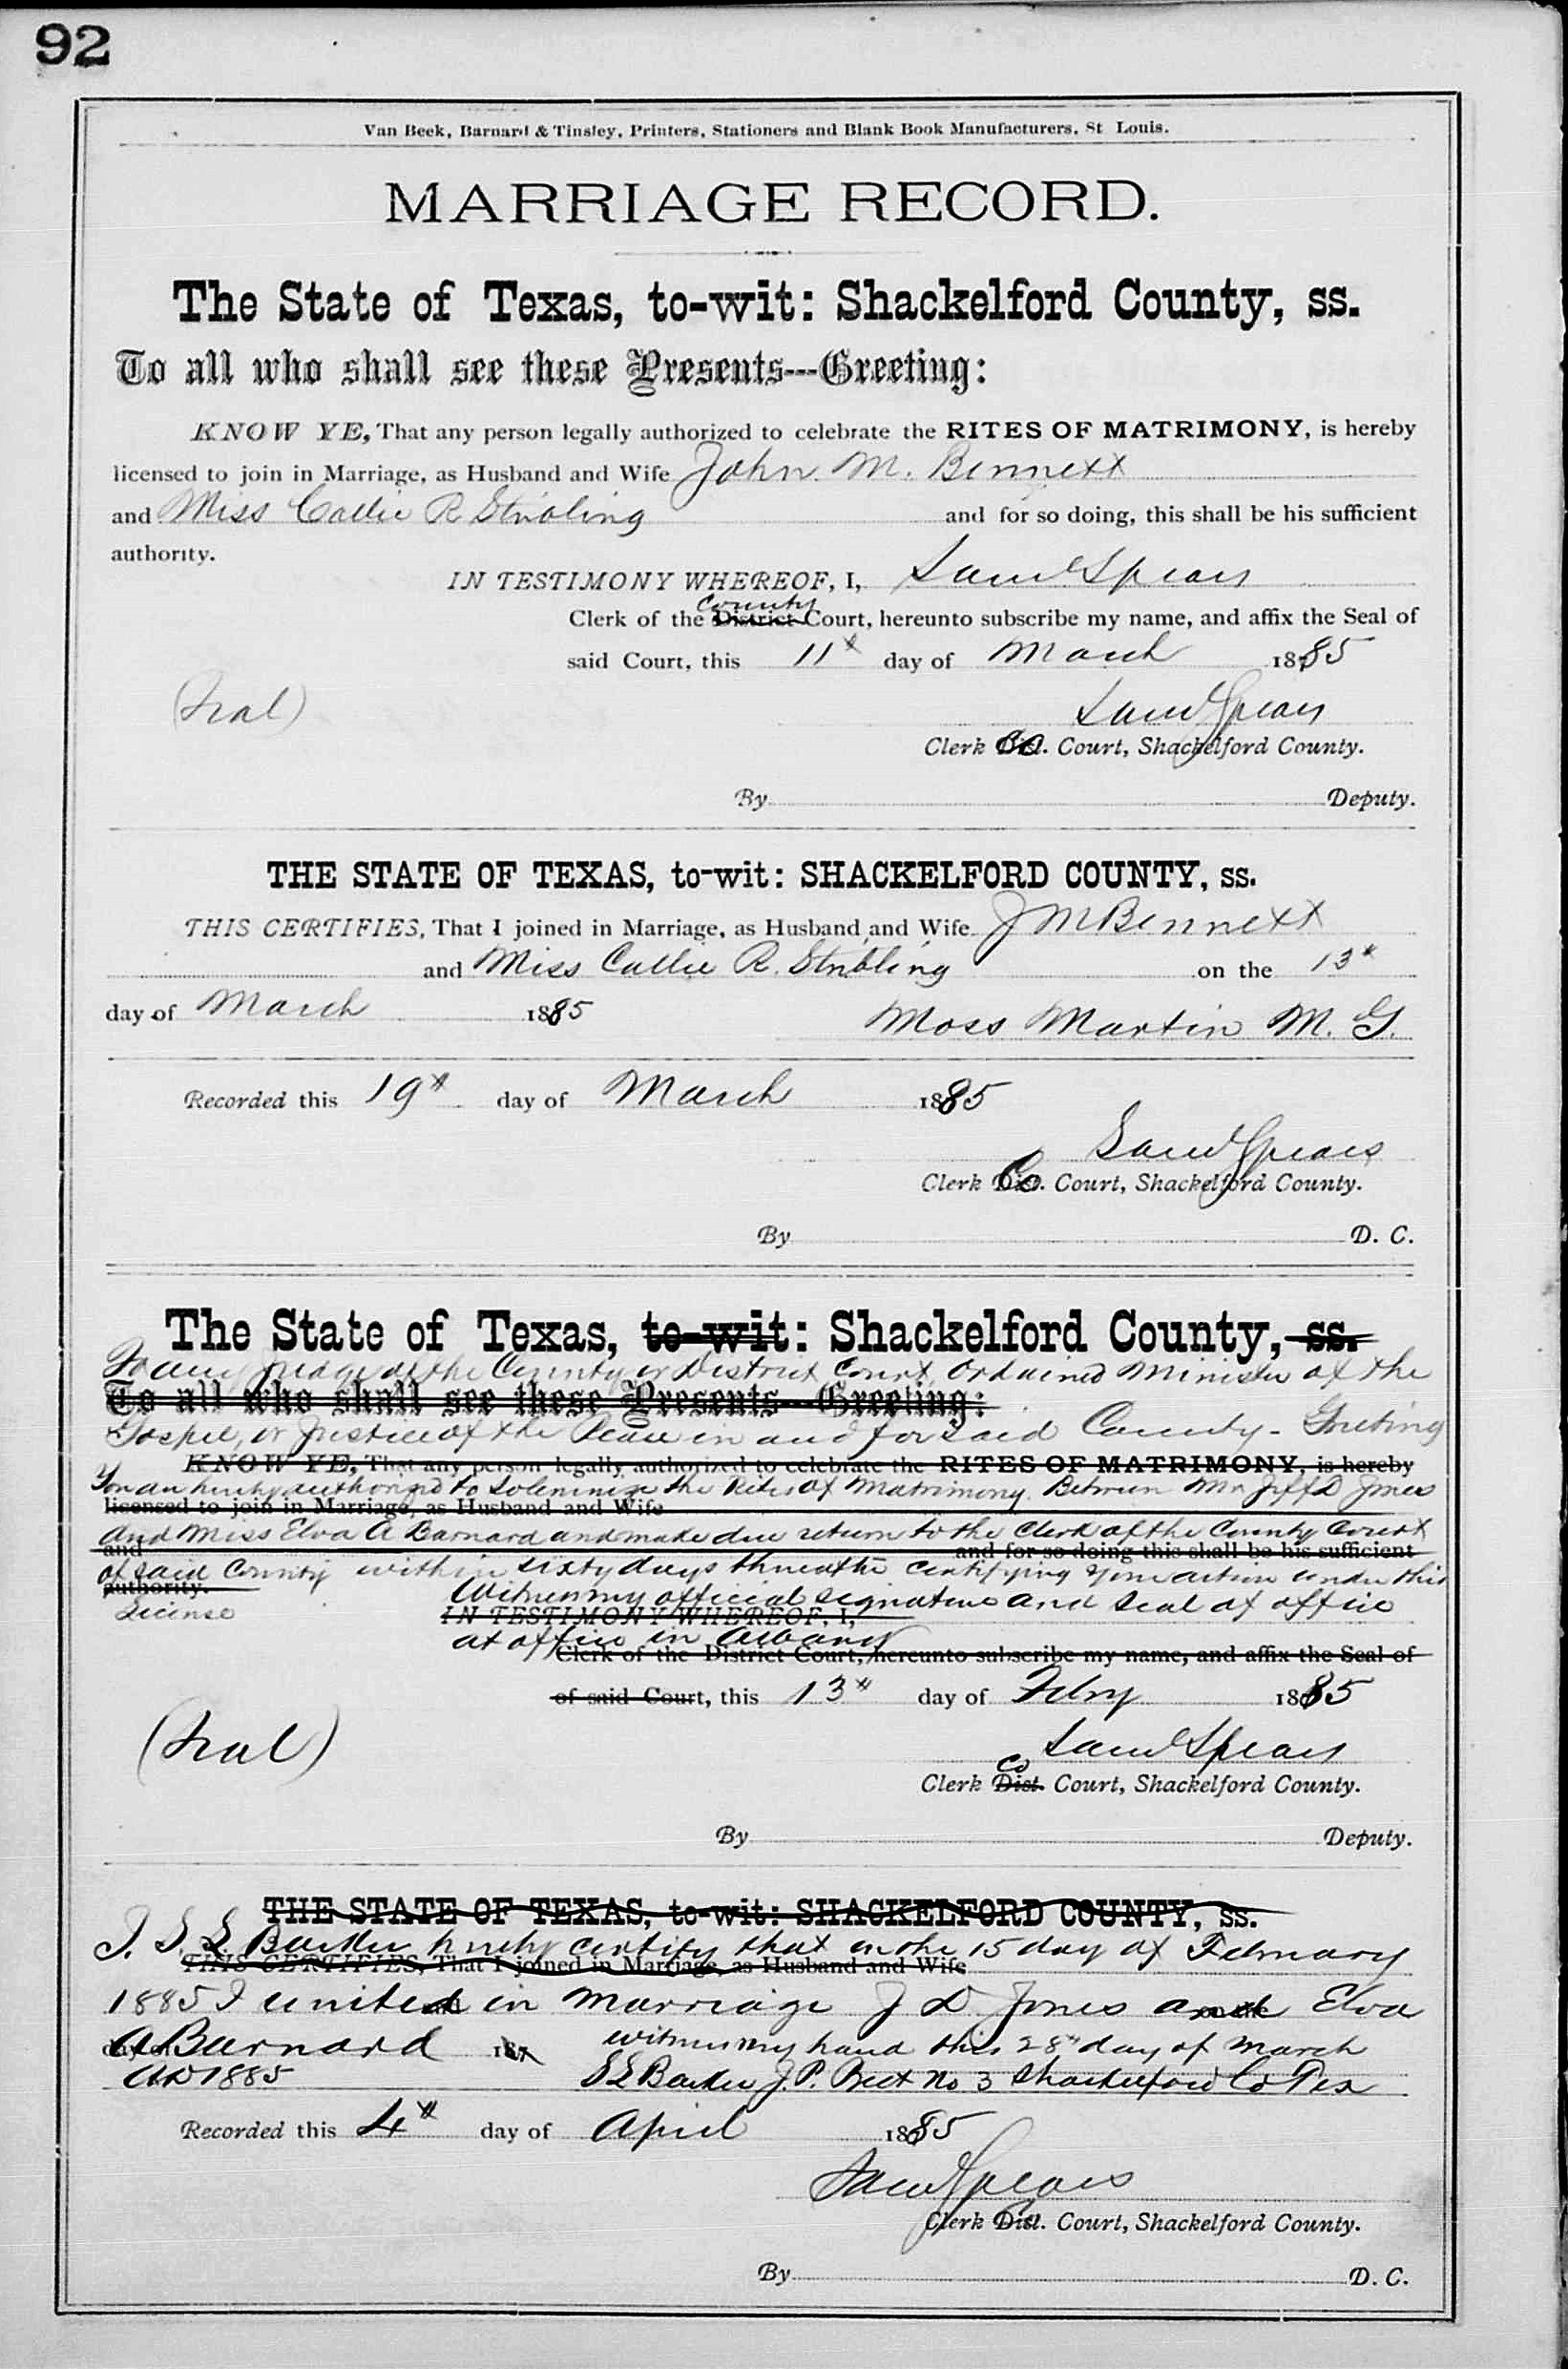 92
Van Beek, Barnard & Tinsley, Printers, Stationers and Blank Book Manufacturers, St Louis.
MARRIAGE RECORD.
The State of Texas, to-wit: Shackelford County, ss.
To all who shall see these Presents---Greeting:
KNOW YE, That any person legally authorized to celebrate the RITES OF MATRIMONY, is hereby
licensed to join in Marriage, as Husband and Wife John M. Bennett
and Miss Callie R Stribling and for so doing, this shall be his sufficient
authority.
IN TESTIMONY WHEREOF, I, Saml Spears
County
Clerk of the District Court, hereunto subscribe my name, and affix the Seal of
said Court, this 11th day of March 1885
(Seal)
Saml Spears
Clerk Co. Court, Shackelford County.
By Deputy.
THE STATE OF TEXAS, to-wit: SHACKELFORD COUNTY, ss.
THIS CERTIFIES, That I joined in Marriage, as Husband and Wife J M Bennett
and Miss Callie R. Stribling on the 13th
day of March 1885 Moss Martin M. G.
Recorded this 19th day of March 1885
Saml Spears
Clerk Co. Court, Shackelford County.
By D. C.
The State of Texas, to-wit: Shackelford County, ss.
To any Judge of the County or District Court, Ordained Minister of the
To all who shall see these Presents---Greeting:
Gospel, or Justice of the Peace in and for said County - Greeting
KNOW YE, That any person legally authorized to celebrate the RITES OF MATRIMONY, is hereby
You are hereby authorized to Solemnize the Rites of Matrimony Between Mr Jeff D Jones
licensed to join in Marriage, as Husband and Wife
and Miss Elva A Barnard and make due return to the Clerk of the County Court
and and for so doing this shall be his sufficient
of said County within sixty days thereafter certifying your action under this
authority.
License Witness my official signature and seal of office
IN TESTIMONY WHEREOF, I,
at office in Albany
Clerk of the District Court, hereunto subscribe my name, and affix the Seal of
of said Court, this 13th day of Feby 1885
(Seal)
Saml Spears
Co
Clerk Dist. Court, Shackelford County.
By Deputy.
THE STATE OF TEXAS, to-wit: SHACKELFORD COUNTY, ss.
I. S. L Barker hereby certify that on the 15 day of February
THIS CERTIFIES, That I joined in Marriage, as Husband and Wife
1885 I united in Marriage J D Jones and Elva
A Barnard 187 witness my hand this 28th day of March
AD 1885 S L Barker J. P. Prect No 3 Shackelford Co Tex
Recorded this 4th day of April 1885
Saml Spears
Clerk Dist. Court, Shackelford County.
By D. C.